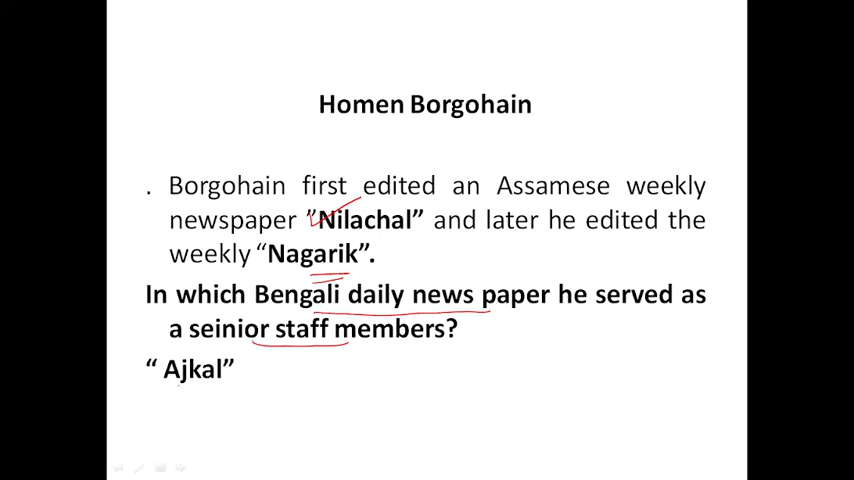 Homen Borgohain
. Borgohain first edited an Assamese weekly
newspaper ”Nilachal” and later he edited the
weekly “Nagarik”.
In which Bengali daily news paper he served as
a seinior staff members?
“ Ajkal”